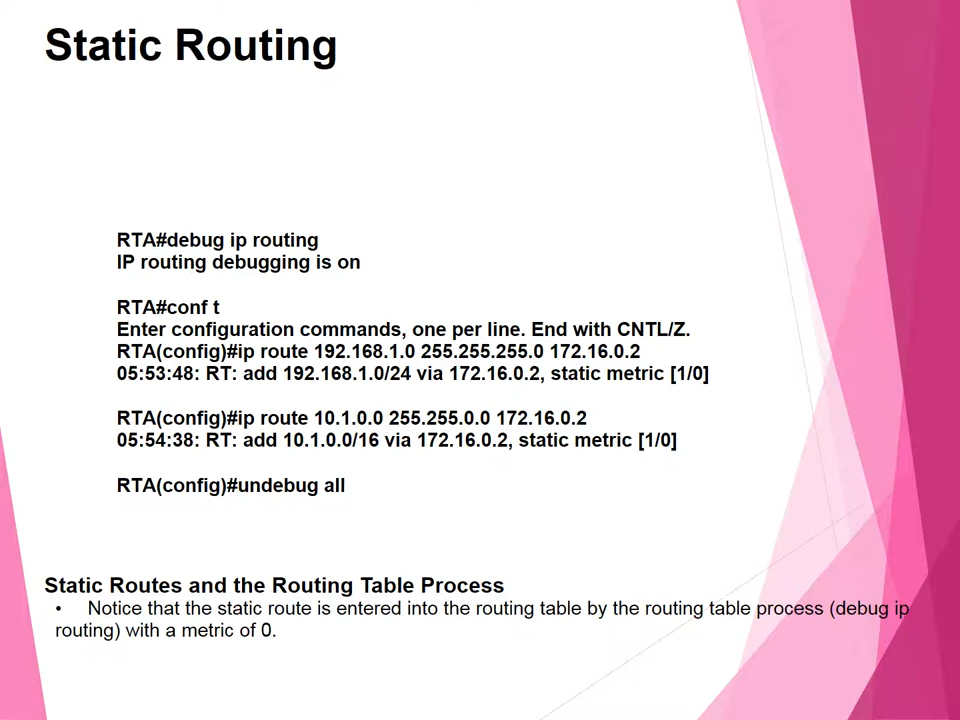 Static Routing
RTA#debug ip routing
IP routing debugging is on
RTA#conf t
Enter configuration commands, one per line. End with CNTL/Z.
RTA(config)#ip route 192.168.1.0 255.255.255.0 172.16.0.2
05:53:48: RT: add 192.168.1.0/24 via 172.16.0.2, static metric [1/0]
RTA(config)#ip route 10.1.0.0 255.255.0.0 172.16.0.2
05:54:38: RT: add 10.1.0.0/16 via 172.16.0.2, static metric [1/0]
RTA(config)#undebug all
Static Routes and the Routing Table Process
• Notice that the static route is entered into the routing table by the routing table process (debug ip
routing) with a metric of 0.